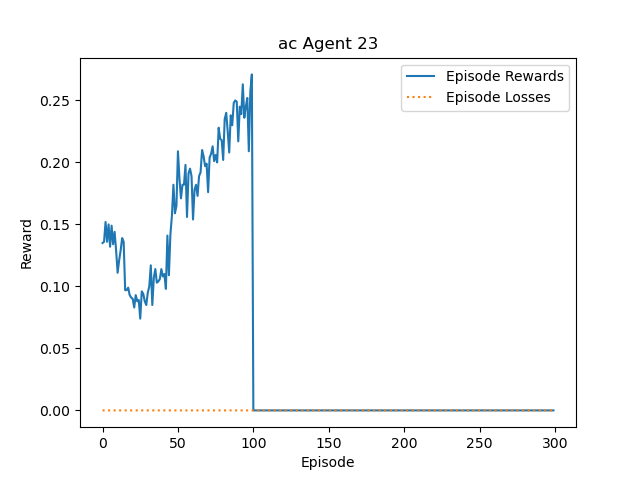 ac Agent 23
Episode Rewards
Episode Losses
Reward
0.25
0.20
0.15
0.10
0.05
0.00
0 50 100 150 200 250 300
Episode